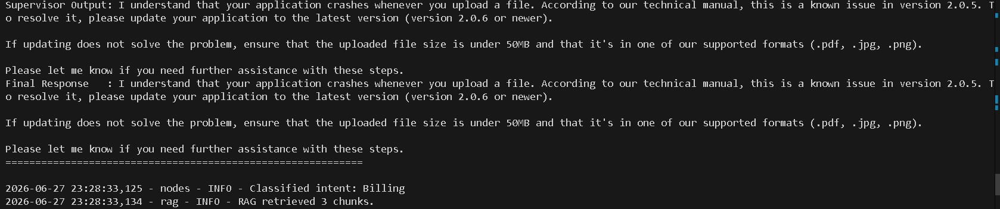 Supervisor Output: I understand that your application crashes whenever you upload a file. According to our technical manual, this is a known issue in version 2.0.5. T
o resolve it, please update your application to the latest version (version 2.0.6 or newer).
If updating does not solve the problem, ensure that the uploaded file size is under 50MB and that it's in one of our supported formats (.pdf, .jpg, .png).
Please let me know if you need further assistance with these steps.
Final Response   : I understand that your application crashes whenever you upload a file. According to our technical manual, this is a known issue in version 2.0.5. T
o resolve it, please update your application to the latest version (version 2.0.6 or newer).
If updating does not solve the problem, ensure that the uploaded file size is under 50MB and that it's in one of our supported formats (.pdf, .jpg, .png).
Please let me know if you need further assistance with these steps.
============================================================
2026-06-27 23:28:33,125 - nodes - INFO - Classified intent: Billing
2026-06-27 23:28:33,134 - rag - INFO - RAG retrieved 3 chunks.